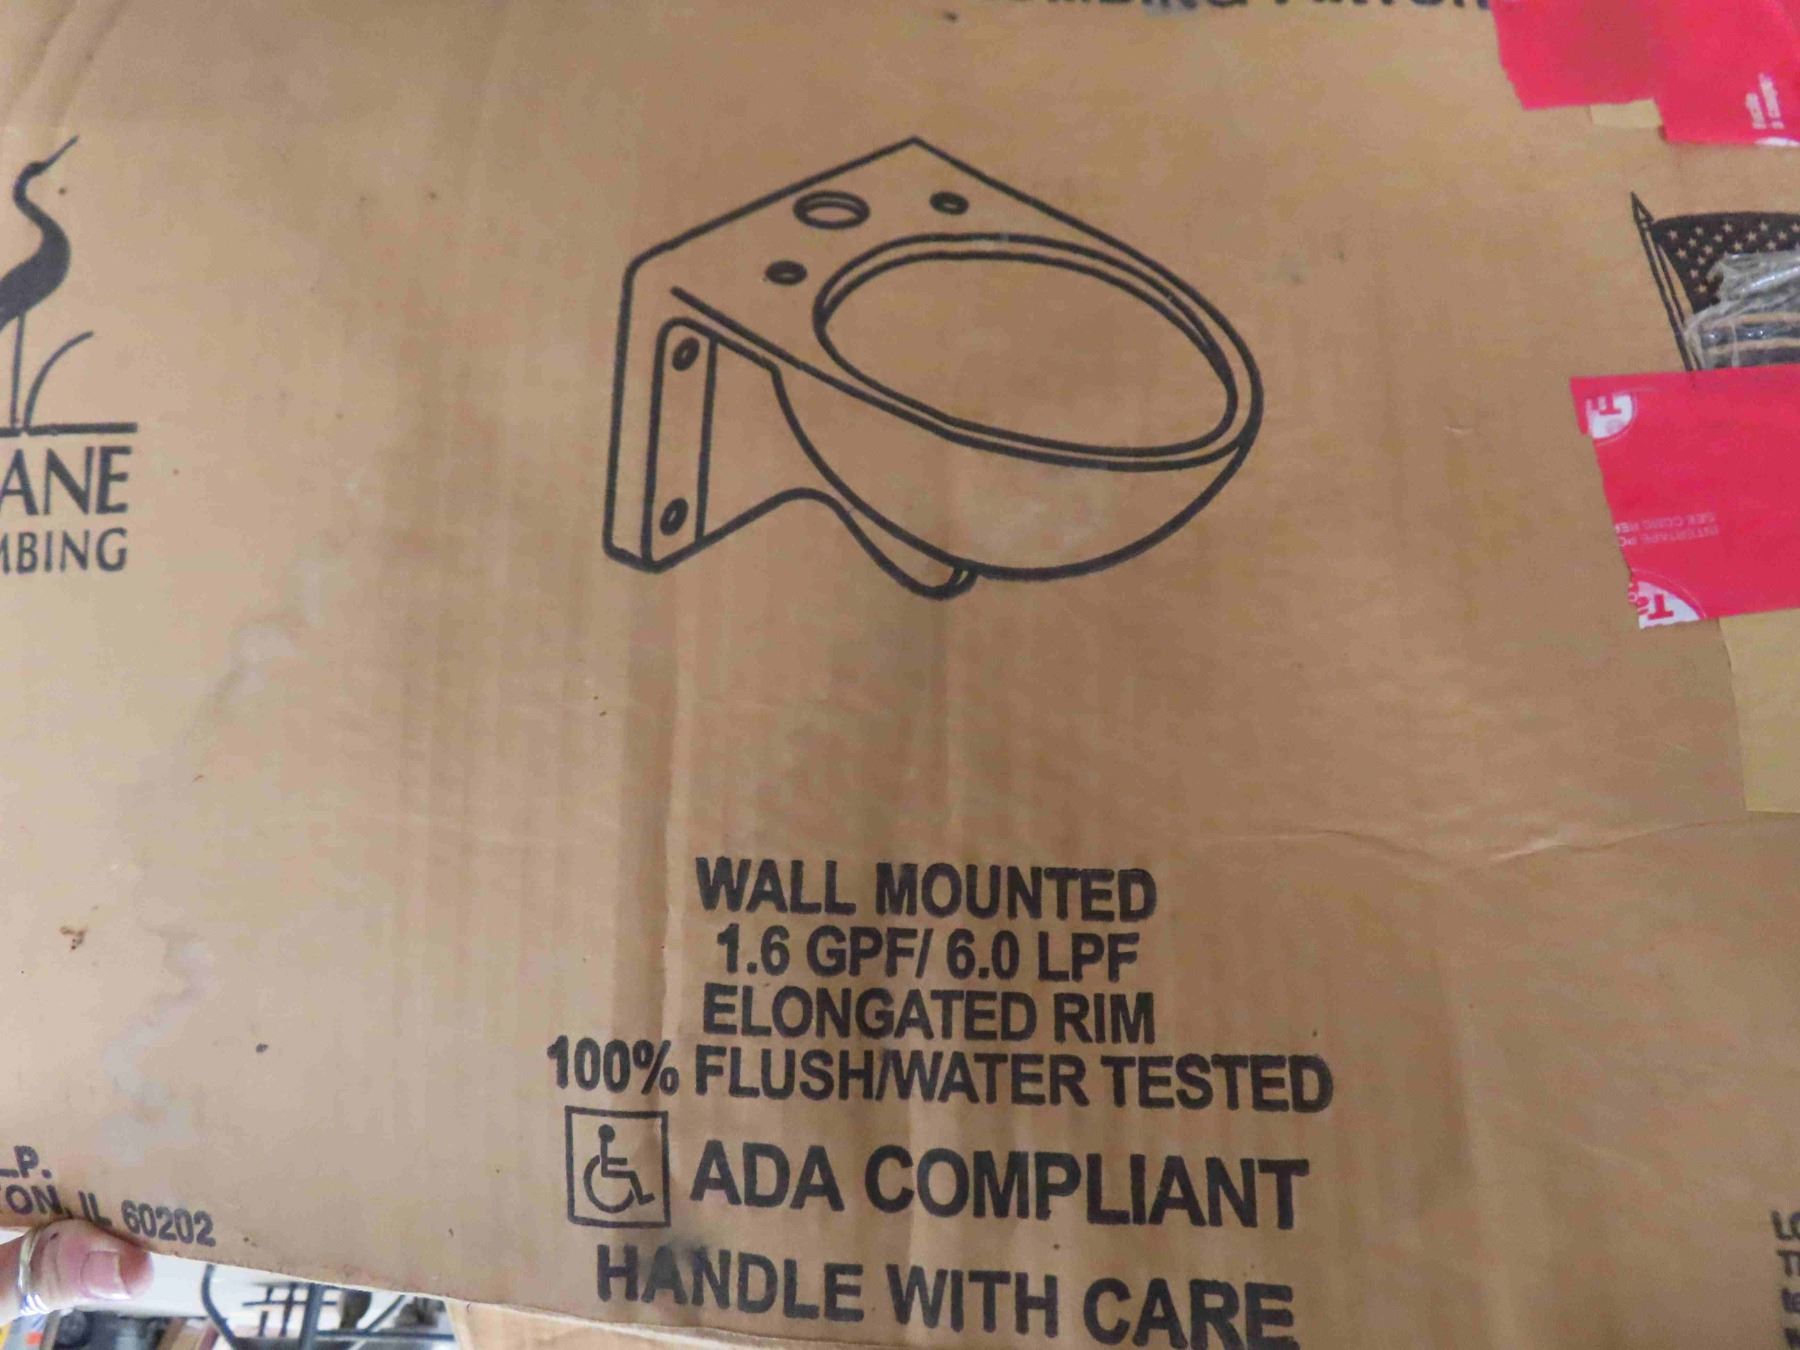 ANE
MBING
WALL MOUNTED
1.6 GPF/ 6.0 LPF
ELONGATED RIM
100% FLUSH/WATER TESTED
ADA COMPLIANT
HANDLE WITH CARE
L.P.
TON, IL 60202